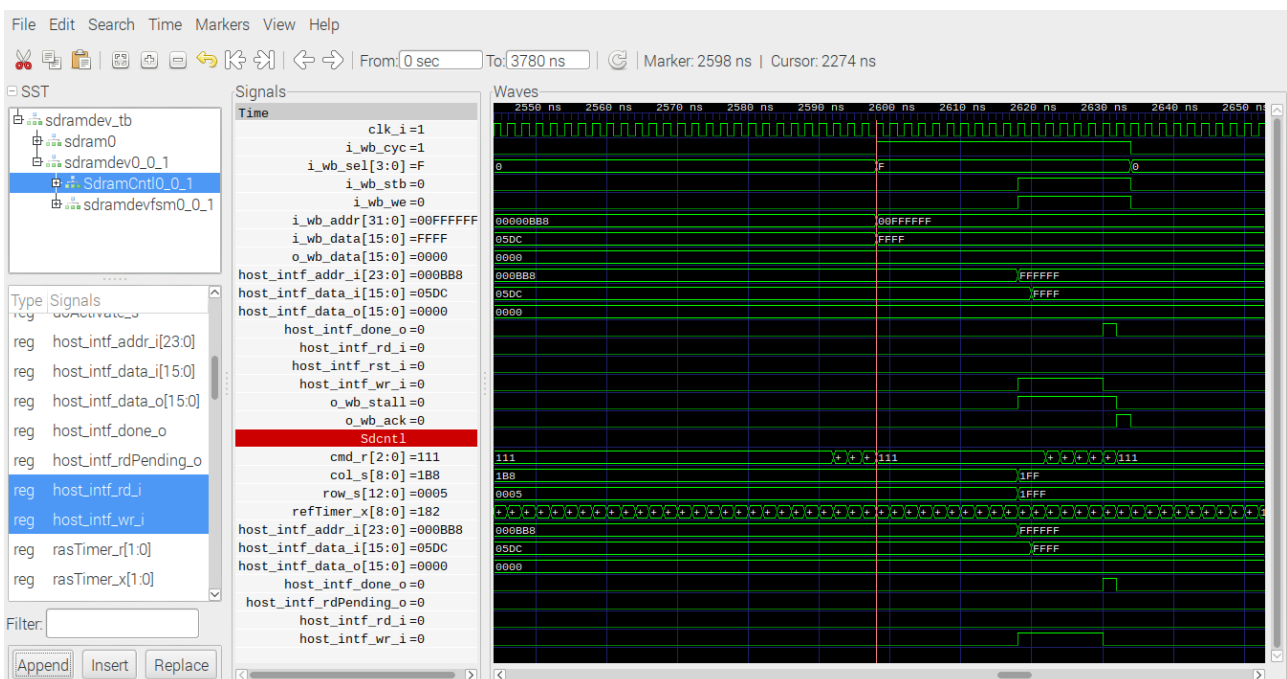 File Edit Search Time Markers View Help
From: 0 sec To: 3780 ns | Marker: 2598 ns | Cursor: 2274 ns
SST
sdramdev_tb
sdram0
sdramdev0_0_1
SdramCntl0_0_1
sdramdevfsm0_0_1
Type Signals
reg doActivate_s
reg host_intf_addr_i[23:0]
reg host_intf_data_i[15:0]
reg host_intf_data_o[15:0]
reg host_intf_done_o
reg host_intf_rdPending_o
reg host_intf_rd_i
reg host_intf_wr_i
reg rasTimer_r[1:0]
reg rasTimer_x[1:0]
Filter:
Append Insert Replace
Signals
Time
clk_i=1
i_wb_cyc=1
i_wb_sel[3:0]=F
i_wb_stb=0
i_wb_we=0
i_wb_addr[31:0]=00FFFFFF
i_wb_data[15:0]=FFFF
o_wb_data[15:0]=0000
host_intf_addr_i[23:0]=000BB8
host_intf_data_i[15:0]=05DC
host_intf_data_o[15:0]=0000
host_intf_done_o=0
host_intf_rd_i=0
host_intf_rst_i=0
host_intf_wr_i=0
o_wb_stall=0
o_wb_ack=0
Sdcntl
cmd_r[2:0]=111
col_s[8:0]=1B8
row_s[12:0]=0005
refTimer_x[8:0]=182
host_intf_addr_i[23:0]=000BB8
host_intf_data_i[15:0]=05DC
host_intf_data_o[15:0]=0000
host_intf_done_o=0
host_intf_rdPending_o=0
host_intf_rd_i=0
host_intf_wr_i=0
Waves
2550 ns 2560 ns 2570 ns 2580 ns 2590 ns 2600 ns 2610 ns 2620 ns 2630 ns 2640 ns 2650 ns
0 F 0
00000BB8 00FFFFFF
05DC FFFF
0000
000BB8 FFFFFF
05DC FFFF
0000
111 + + + 111 + + + + + 111
1B8 1FF
0005 1FFF
000BB8 FFFFFF
05DC FFFF
0000